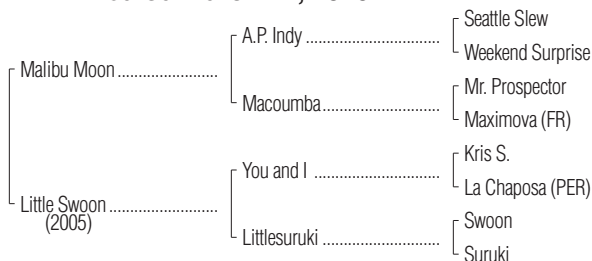 Seattle Slew
A.P. Indy
Weekend Surprise
Malibu Moon
Mr. Prospector
Macoumba
Maximova (FR)
Kris S.
You and I
La Chaposa (PER)
Little Swoon
(2005)
Swoon
Littlesuruki
Suruki